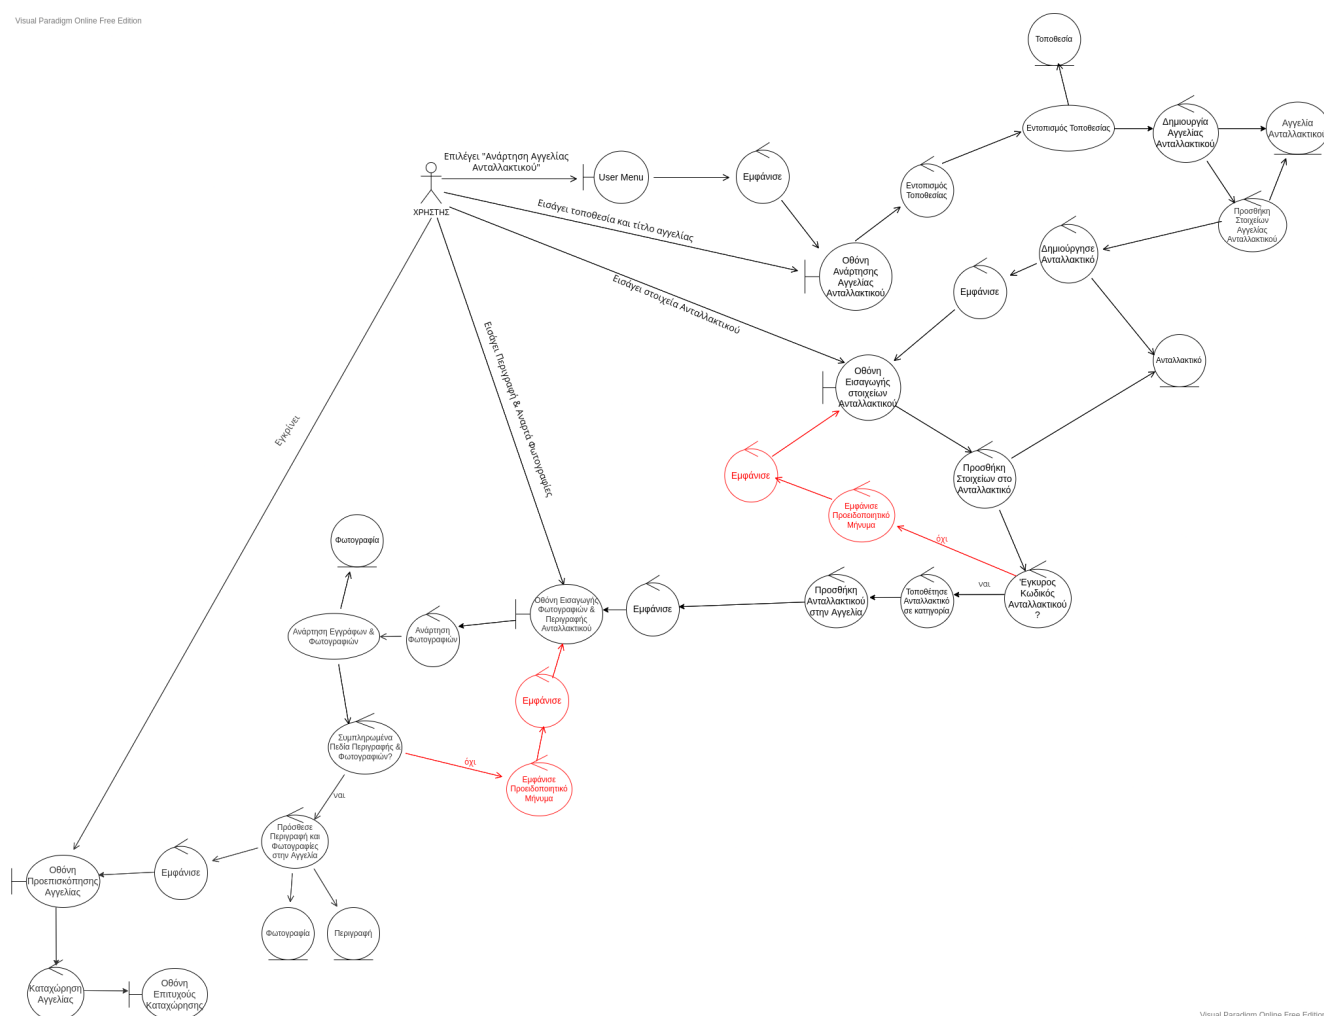 Visual Paradigm Online Free Edition
Τοποθεσία
Εντοπισμός Τοποθεσίας
Δημιουργία
Αγγελίας
Ανταλλακτικού
Αγγελία
Ανταλλακτικού
Επιλέγει "Ανάρτηση Αγγελίας
Ανταλλακτικού"
User Menu
Εμφάνισε
Εντοπισμός
Τοποθεσίας
ΧΡΗΣΤΗΣ
Εισάγει τοποθεσία και τίτλο αγγελίας
Προσθήκη
Στοιχείων
Αγγελίας
Ανταλλακτικού
Οθόνη
Ανάρτησης
Αγγελίας
Ανταλλακτικού
Δημιούργησε
Ανταλλακτικό
Εμφάνισε
Εισάγει στοιχεία Ανταλλακτικού
Εισάγει Περιγραφή & Αναρτά Φωτογραφίες
Εγκρίνει
Οθόνη
Εισαγωγής
στοιχείων
Ανταλλακτικού
Ανταλλακτικό
Εμφάνισε
Προσθήκη
Στοιχείων στο
Ανταλλακτικό
Εμφάνισε
Προειδοποιητικό
Μήνυμα
όχι
Φωτογραφία
Έγκυρος
Κωδικός
Ανταλλακτικού
?
ναι
Τοποθέτησε
Ανταλλακτικό
σε κατηγορία
Προσθήκη
Ανταλλακτικού
στην Αγγελία
Εμφάνισε
Οθόνη Εισαγωγής
Φωτογραφιών &
Περιγραφής
Ανταλλακτικού
Ανάρτηση
Φωτογραφιών
Ανάρτηση Εγγράφων &
Φωτογραφιών
Εμφάνισε
Συμπληρωμένα
Πεδία Περιγραφής &
Φωτογραφιών?
όχι
Εμφάνισε
Προειδοποιητικό
Μήνυμα
ναι
Πρόσθεσε
Περιγραφή και
Φωτογραφίες
στην Αγγελία
Εμφάνισε
Οθόνη
Προεπισκόπησης
Αγγελίας
Φωτογραφία
Περιγραφή
Καταχώρηση
Αγγελίας
Οθόνη
Επιτυχούς
Καταχώρησης
Visual Paradigm Online Free Edition